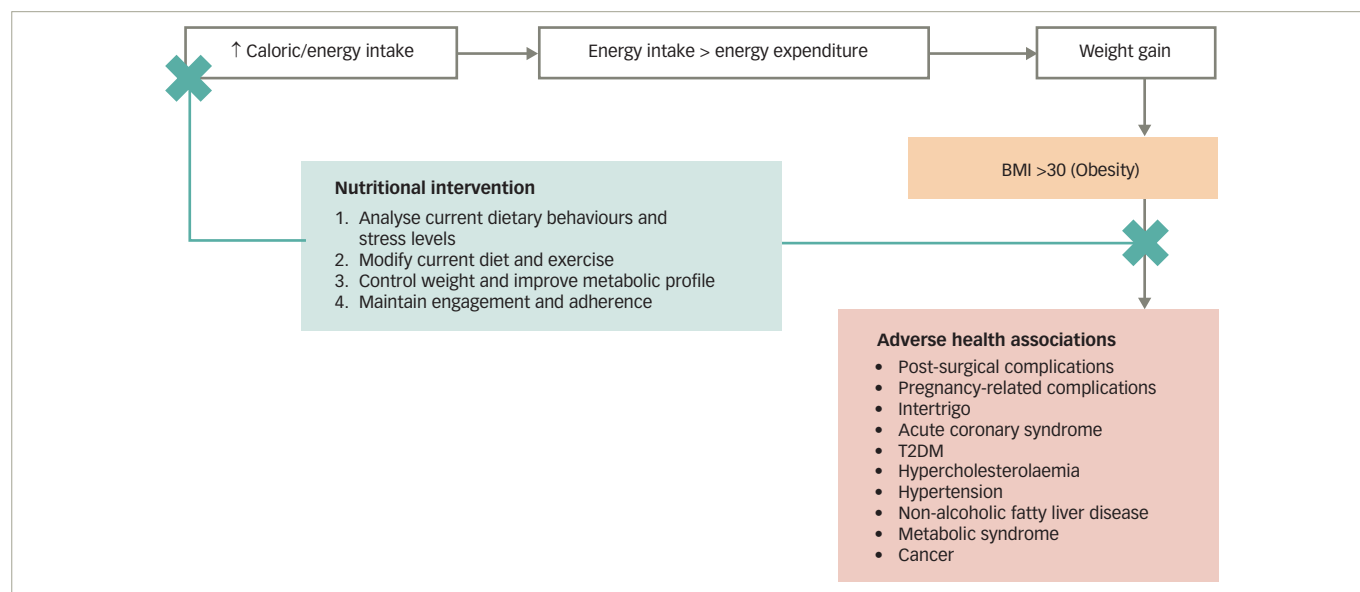 ↑ Caloric/energy intake
Energy intake > energy expenditure
Weight gain
BMI >30 (Obesity)
Nutritional intervention
1. Analyse current dietary behaviours and
stress levels
2. Modify current diet and exercise
3. Control weight and improve metabolic profile
4. Maintain engagement and adherence
Adverse health associations
• Post-surgical complications
• Pregnancy-related complications
• Intertrigo
• Acute coronary syndrome
• T2DM
• Hypercholesterolaemia
• Hypertension
• Non-alcoholic fatty liver disease
• Metabolic syndrome
• Cancer